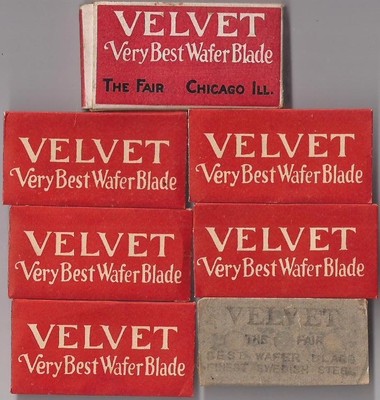 VELVET
Very Best Wafer Blade
THE FAIR CHICAGO ILL.
VELVET
Very Best Wafer Blade
VELVET
Very Best Wafer Blade
VELVET
Very Best Wafer Blade
VELVET
Very Best Wafer Blade
VELVET
Very Best Wafer Blade
VELVET
THE FAIR
BEST WAFER BLADE
FINEST SWEDISH STEEL